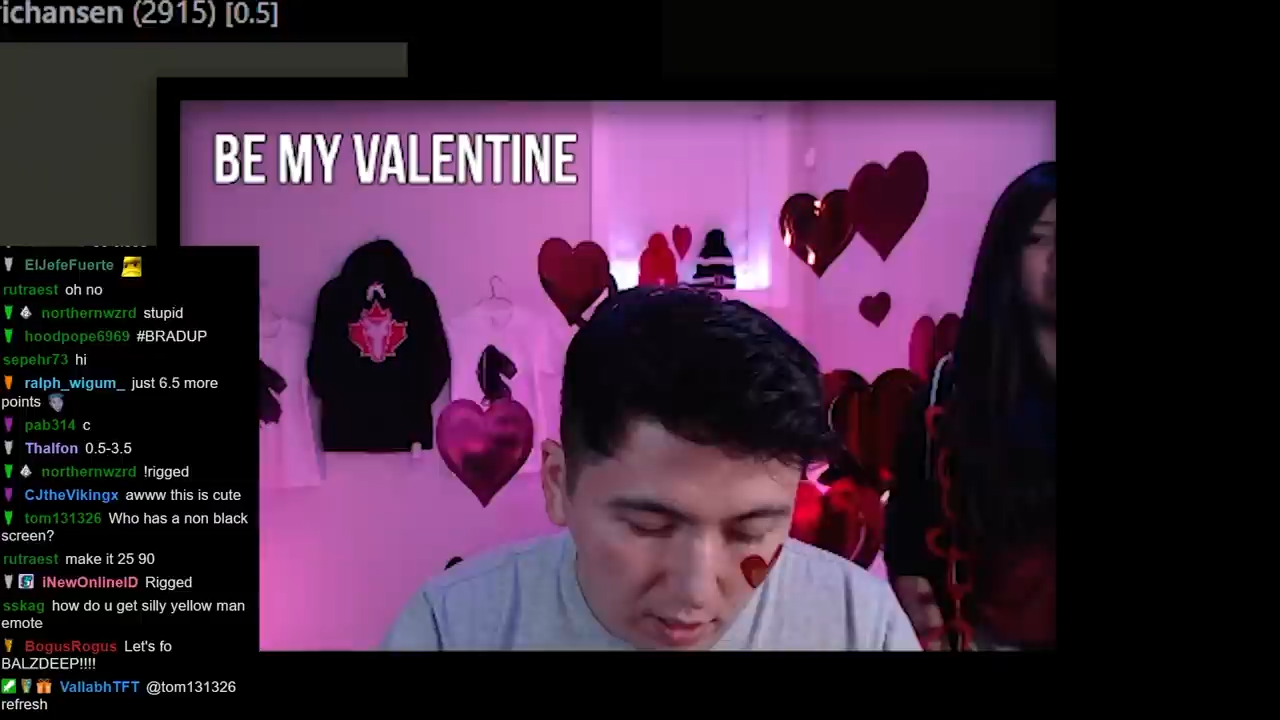 richansen (2915) [0.5]
BE MY VALENTINE
ElJefeFuerte
rutraest oh no
northernwzrd stupid
hoodpope6969 #BRADUP
sepehr73 hi
ralph_wigum_ just 6.5 more
points
pab314 c
Thalfon 0.5-3.5
northernwzrd !rigged
CJtheVikingx awww this is cute
tom131326 Who has a non black
screen?
rutraest make it 25 90
iNewOnlineID Rigged
sskag how do u get silly yellow man
emote
BogusRogus Let's fo
BALZDEEP!!!!
VallabhTFT @tom131326
refresh